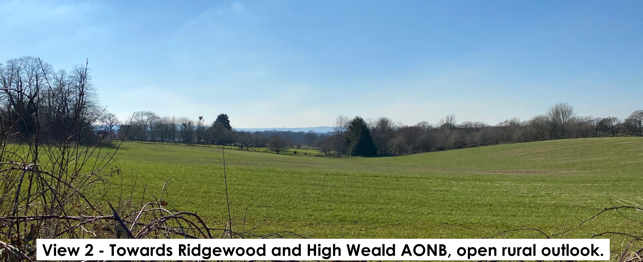 View 2 - Towards Ridgewood and High Weald AONB, open rural outlook.